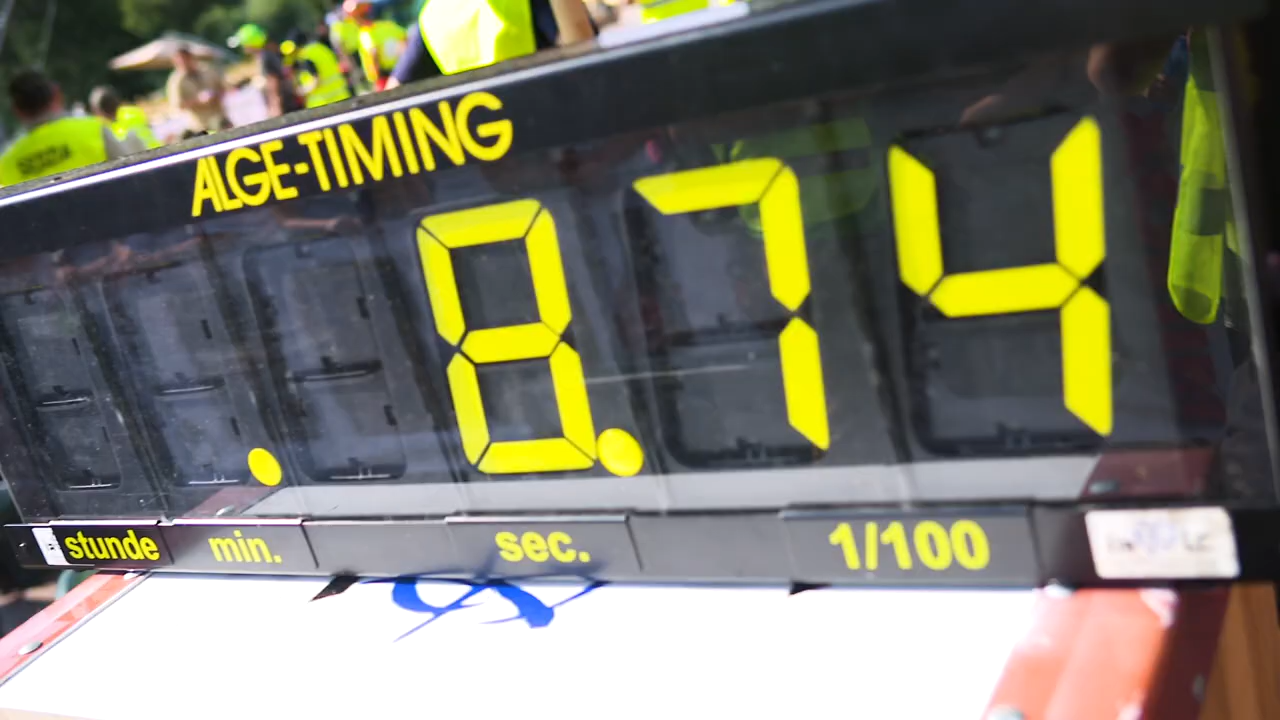 ALGE-TIMING
. 8.74
stunde min. sec. 1/100